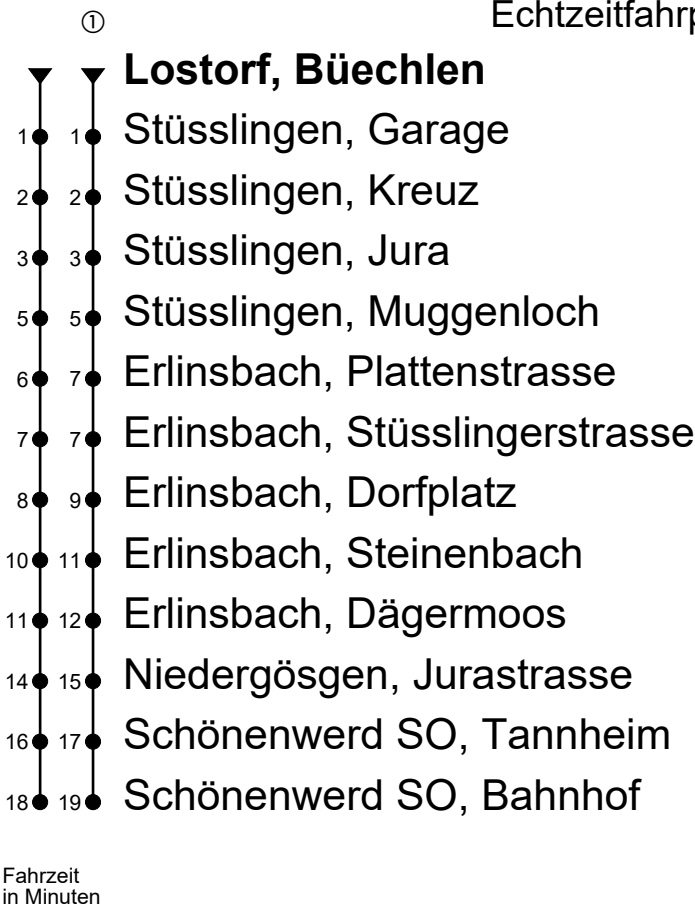 ① Echtzeitfahrp
Lostorf, Büechlen
1 1 Stüsslingen, Garage
2 2 Stüsslingen, Kreuz
3 3 Stüsslingen, Jura
5 5 Stüsslingen, Muggenloch
6 7 Erlinsbach, Plattenstrasse
7 7 Erlinsbach, Stüsslingerstrasse
8 9 Erlinsbach, Dorfplatz
10 11 Erlinsbach, Steinenbach
11 12 Erlinsbach, Dägermoos
14 15 Niedergösgen, Jurastrasse
16 17 Schönenwerd SO, Tannheim
18 19 Schönenwerd SO, Bahnhof
Fahrzeit
in Minuten